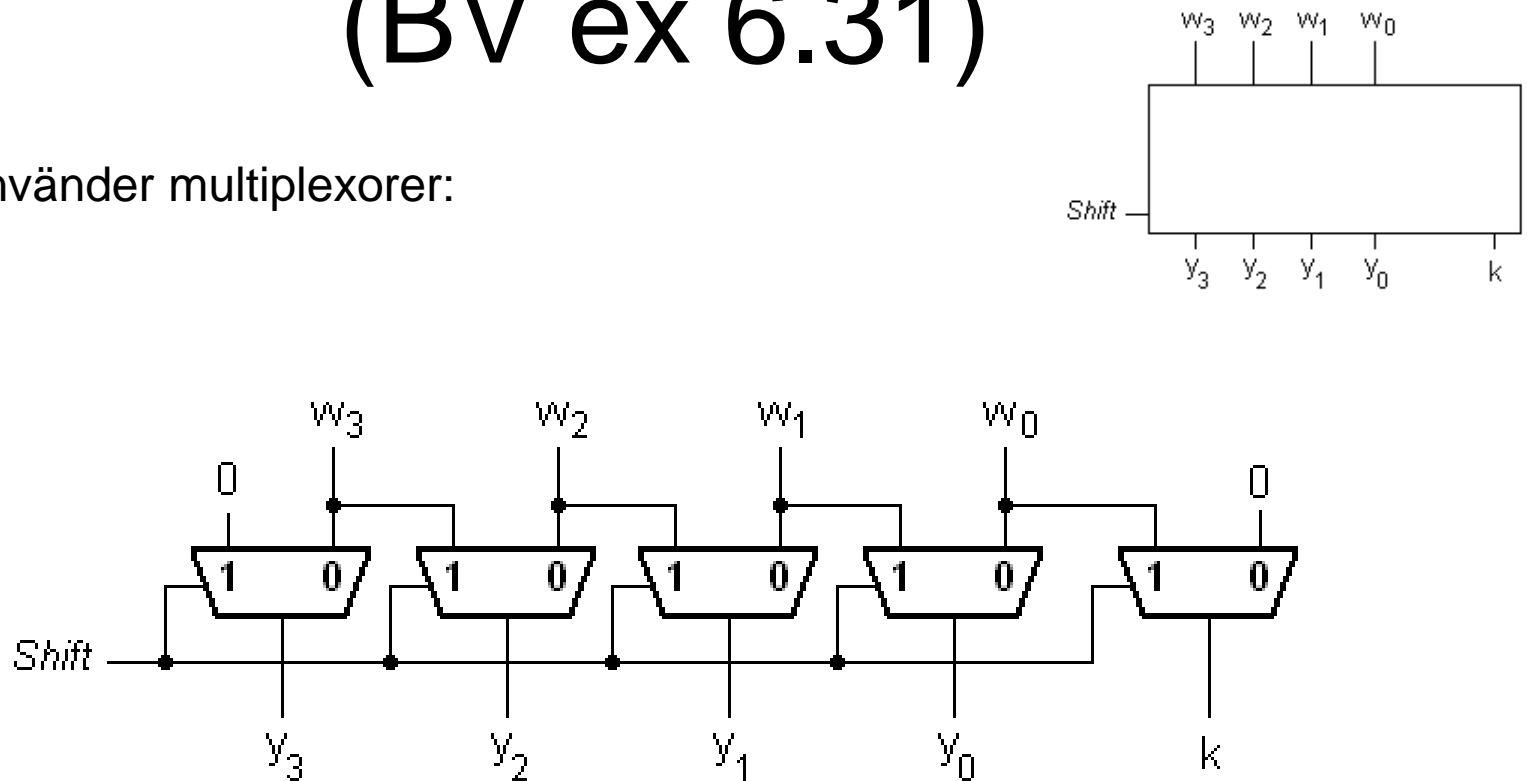 (BV ex 6.31)
w3 w2 w1 w0
nvänder multiplexorer:
Shift
y3 y2 y1 y0 k
w3 w2 w1 w0
0 0
1 0 1 0 1 0 1 0 1 0
Shift
y3 y2 y1 y0 k